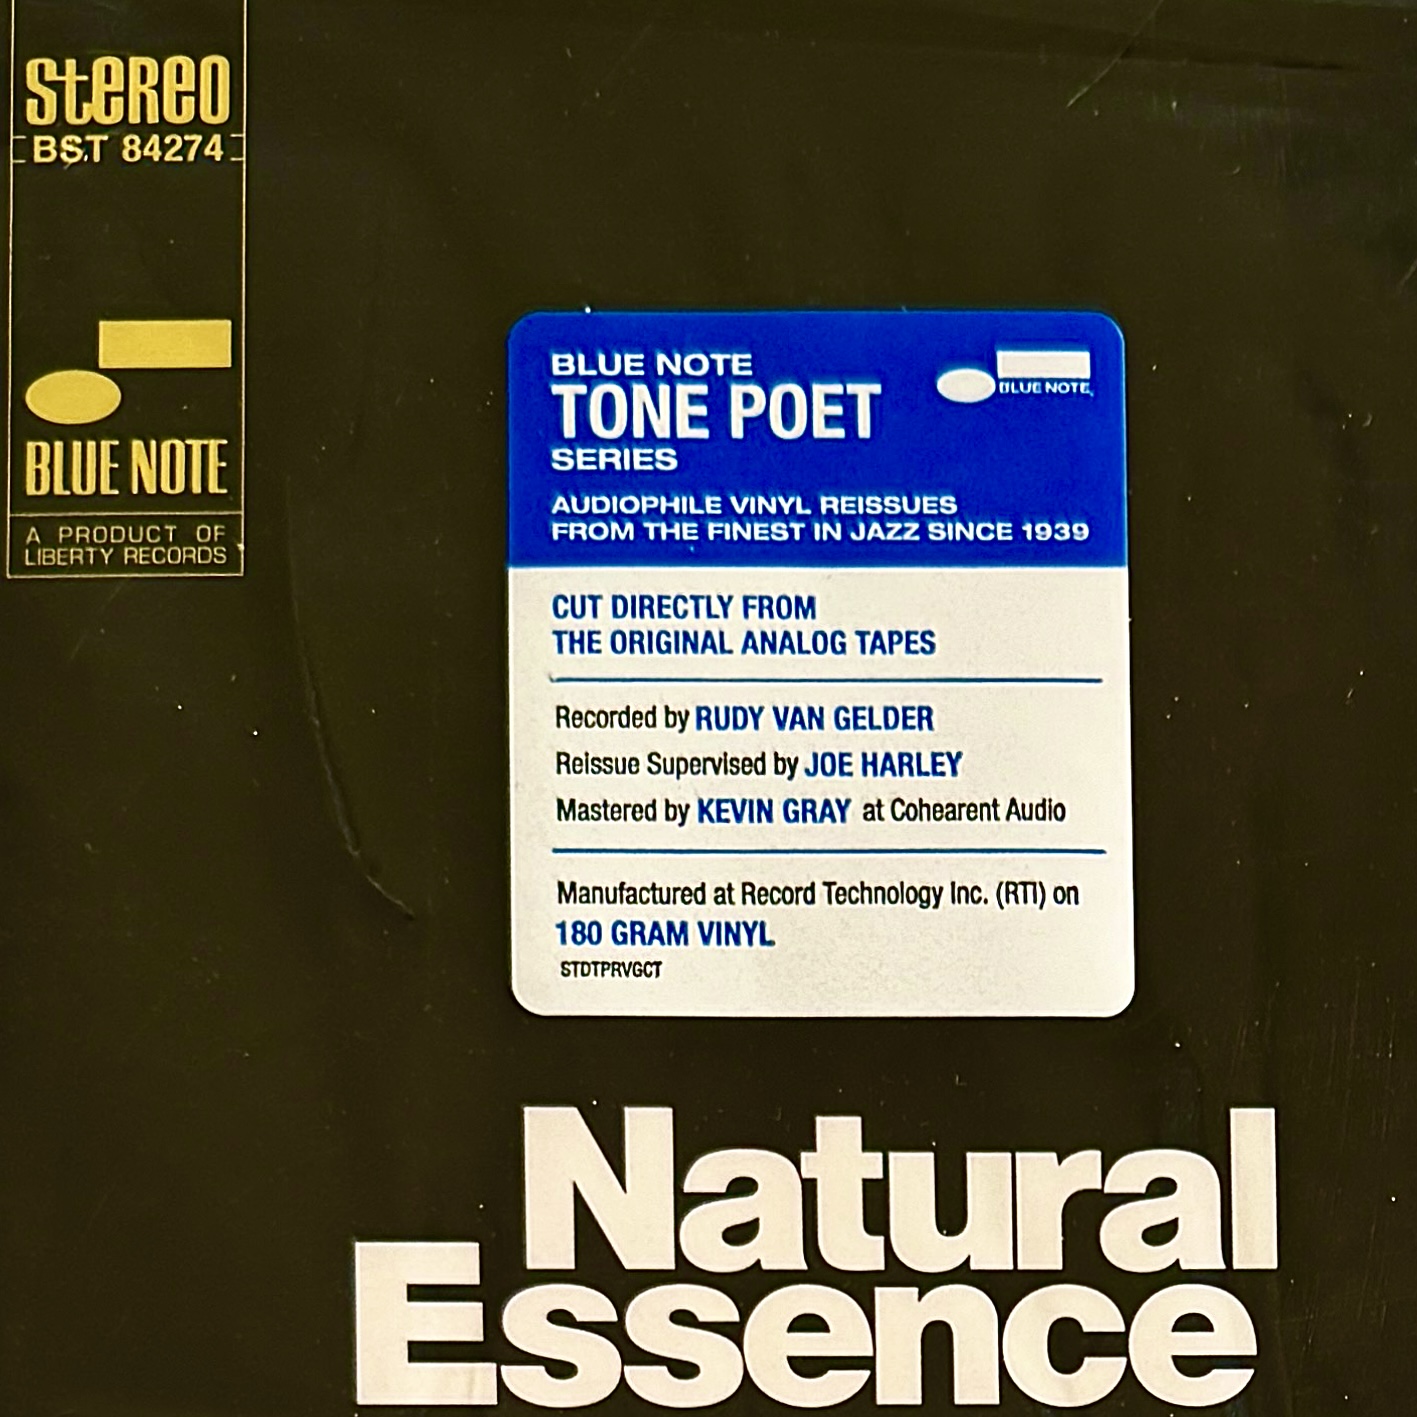 stereo
BST 84274
BLUE NOTE
A PRODUCT OF
LIBERTY RECORDS
BLUE NOTE
TONE POET
SERIES
BLUE NOTE
AUDIOPHILE VINYL REISSUES
FROM THE FINEST IN JAZZ SINCE 1939
CUT DIRECTLY FROM
THE ORIGINAL ANALOG TAPES
Recorded by RUDY VAN GELDER
Reissue Supervised by JOE HARLEY
Mastered by KEVIN GRAY at Cohearent Audio
Manufactured at Record Technology Inc. (RTI) on
180 GRAM VINYL
STDTPRVGCT
Natural
Essence